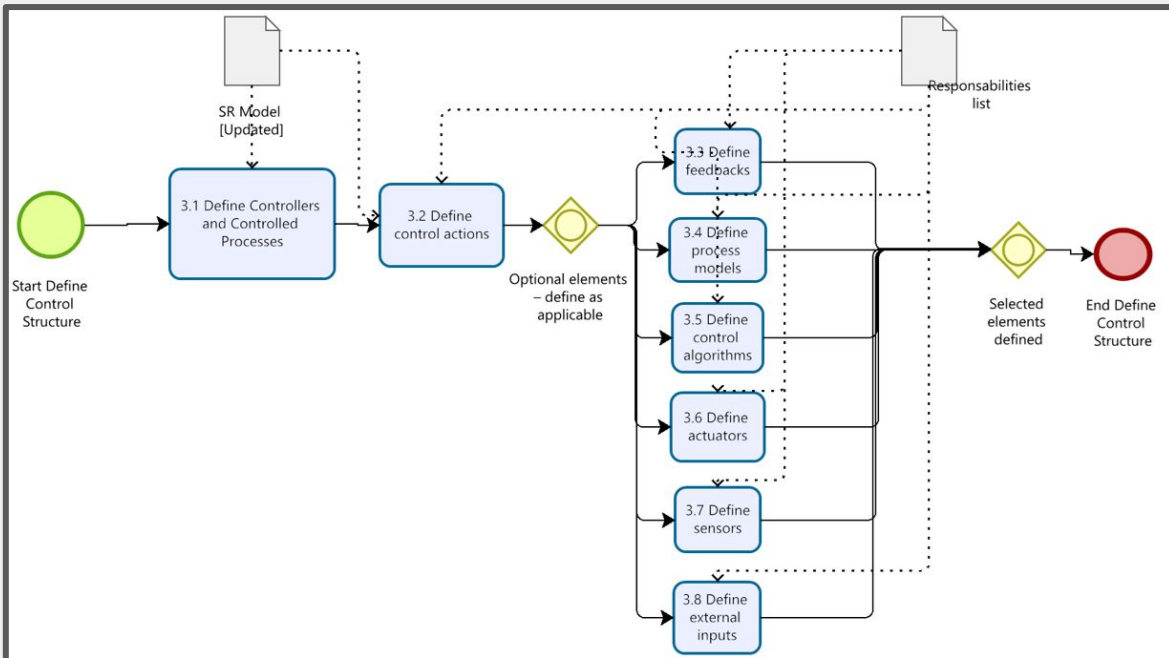 SR Model
[Updated]
Responsabilities
list
3.1 Define Controllers
and Controlled
Processes
3.2 Define
control actions
Start Define
Control
Structure
Optional elements
– define as
applicable
3.3 Define
feedbacks
3.4 Define
process models
3.5 Define
control
algorithms
3.6 Define
actuators
3.7 Define
sensors
3.8 Define
external
inputs
Selected
elements
defined
End Define
Control
Structure